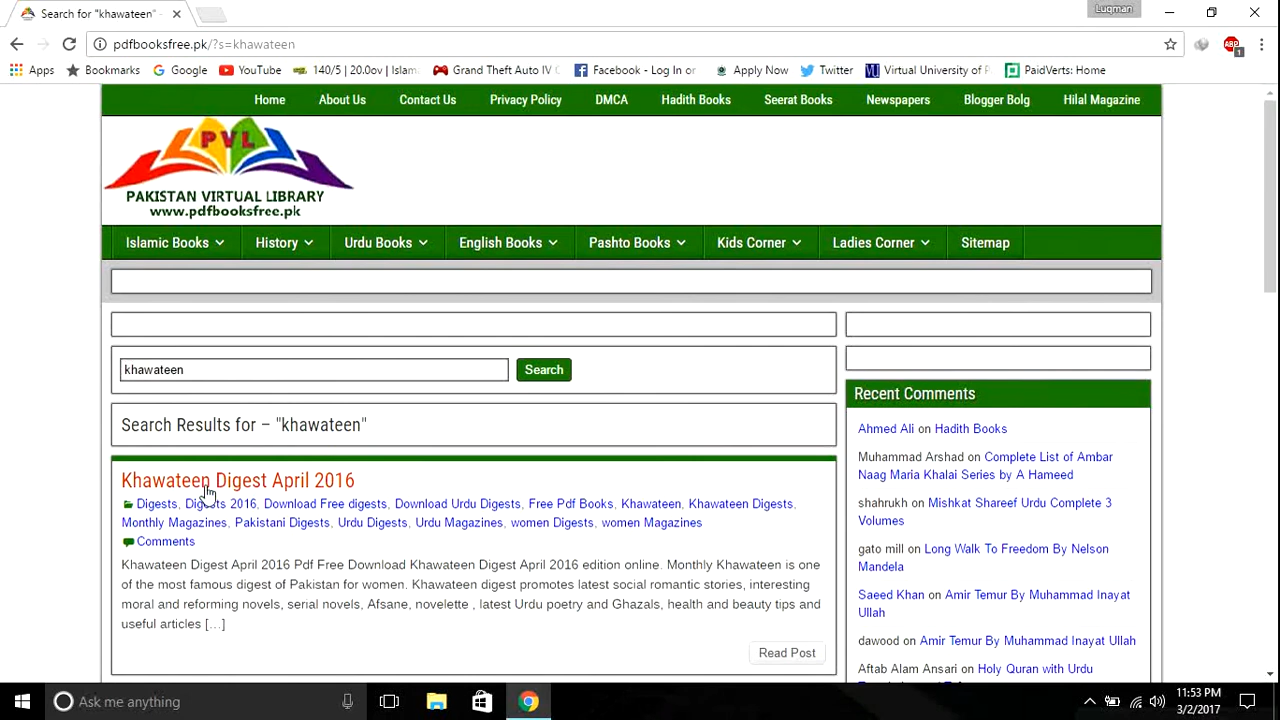 Search for "khawateen" -
Luqman
pdfbooksfree.pk/?s=khawateen
ABP
1
Apps Bookmarks Google YouTube 140/5 | 20.0ov | Islam Grand Theft Auto IV C Facebook - Log In or Apply Now Twitter Virtual University of P PaidVerts: Home
Home About Us Contact Us Privacy Policy DMCA Hadith Books Seerat Books Newspapers Blogger Bolg Hilal Magazine
PVL
PAKISTAN VIRTUAL LIBRARY
www.pdfbooksfree.pk
Islamic Books History Urdu Books English Books Pashto Books Kids Corner Ladies Corner Sitemap
khawateen Search
Search Results for – "khawateen"
Khawateen Digest April 2016
Digests, Digests 2016, Download Free digests, Download Urdu Digests, Free Pdf Books, Khawateen, Khawateen Digests,
Monthly Magazines, Pakistani Digests, Urdu Digests, Urdu Magazines, women Digests, women Magazines
Comments
Khawateen Digest April 2016 Pdf Free Download Khawateen Digest April 2016 edition online. Monthly Khawateen is one
of the most famous digest of Pakistan for women. Khawateen digest promotes latest social romantic stories, interesting
moral and reforming novels, serial novels, Afsane, novelette , latest Urdu poetry and Ghazals, health and beauty tips and
useful articles […]
Read Post
Recent Comments
Ahmed Ali on Hadith Books
Muhammad Arshad on Complete List of Ambar
Naag Maria Khalai Series by A Hameed
shahrukh on Mishkat Shareef Urdu Complete 3
Volumes
gato mill on Long Walk To Freedom By Nelson
Mandela
Saeed Khan on Amir Temur By Muhammad Inayat
Ullah
dawood on Amir Temur By Muhammad Inayat Ullah
Aftab Alam Ansari on Holy Quran with Urdu
Ask me anything
11:53 PM
3/2/2017